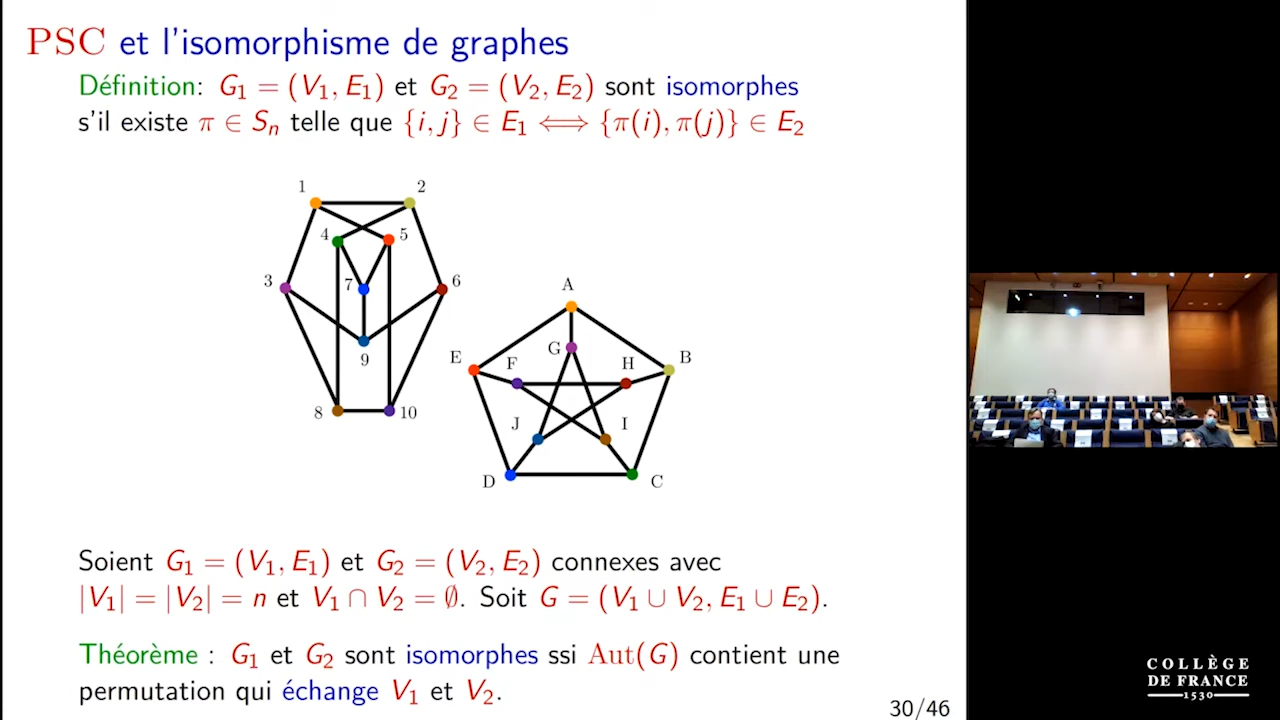 PSC et l'isomorphisme de graphes
Définition: G₁ = (V₁, E₁) et G₂ = (V₂, E₂) sont isomorphes
s'il existe π ∈ Sₙ telle que {i, j} ∈ E₁ ⟺ {π(i), π(j)} ∈ E₂
1
2
4
5
3
7
6
9
8
10
A
E
F
G
H
B
J
I
D
C
Soient G₁ = (V₁, E₁) et G₂ = (V₂, E₂) connexes avec
|V₁| = |V₂| = n et V₁ ∩ V₂ = ∅. Soit G = (V₁ ∪ V₂, E₁ ∪ E₂).
Théorème : G₁ et G₂ sont isomorphes ssi Aut(G) contient une
permutation qui échange V₁ et V₂.
30/46
COLLÈGE
DE FRANCE
1530